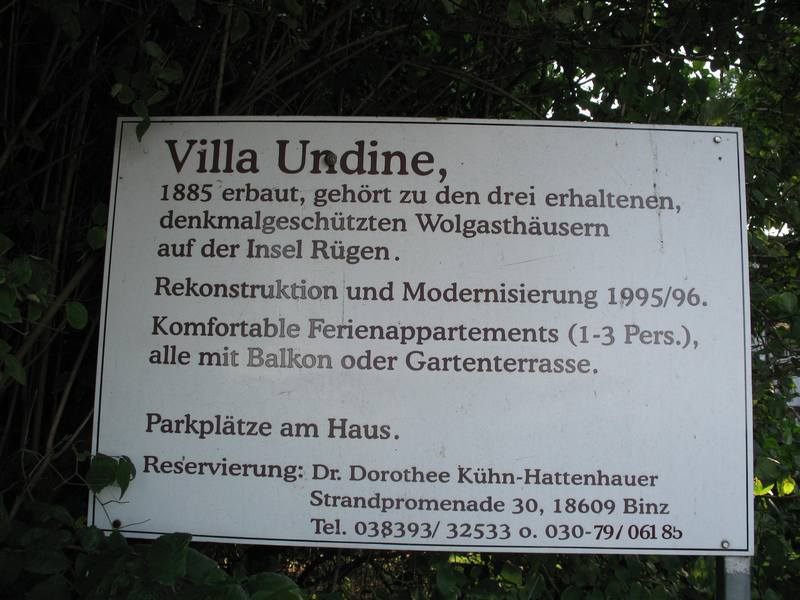 Villa Undine,
1885 erbaut, gehört zu den drei erhaltenen,
denkmalgeschützten Wolgasthäusern
auf der Insel Rügen.
Rekonstruktion und Modernisierung 1995/96.
Komfortable Ferienappartements (1-3 Pers.),
alle mit Balkon oder Gartenterrasse.
Parkplätze am Haus.
Reservierung: Dr. Dorothee Kühn-Hattenhauer
Strandpromenade 30, 18609 Binz
Tel. 038393/ 32533 o. 030-79/ 061 85